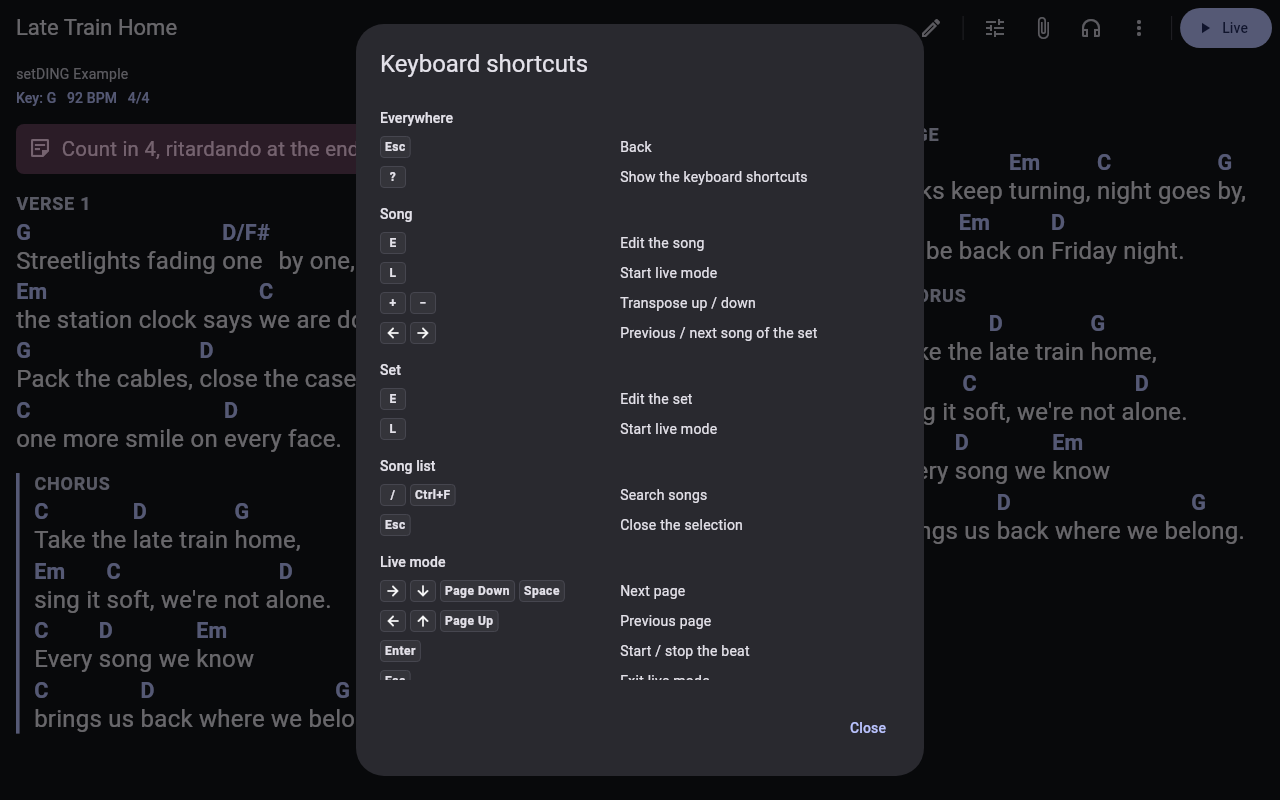 Late Train Home
Live
setDING Example
Key: G 92 BPM 4/4
Count in 4, ritardando at the end
VERSE 1
G D/F#
Streetlights fading one by one,
Em C
the station clock says we are do
G D
Pack the cables, close the case
C D
one more smile on every face.
CHORUS
C D G
Take the late train home,
Em C D
sing it soft, we're not alone.
C D Em
Every song we know
C D G
brings us back where we belo
Keyboard shortcuts
Everywhere
Esc Back
? Show the keyboard shortcuts
Song
E Edit the song
L Start live mode
+ − Transpose up / down
← → Previous / next song of the set
Set
E Edit the set
L Start live mode
Song list
/ Ctrl+F Search songs
Esc Close the selection
Live mode
→ ↓ Page Down Space Next page
← ↑ Page Up Previous page
Enter Start / stop the beat
Esc Exit live mode
Close
GE
Em C G
ks keep turning, night goes by,
Em D
be back on Friday night.
ORUS
D G
ke the late train home,
C D
g it soft, we're not alone.
D Em
ery song we know
D G
ngs us back where we belong.